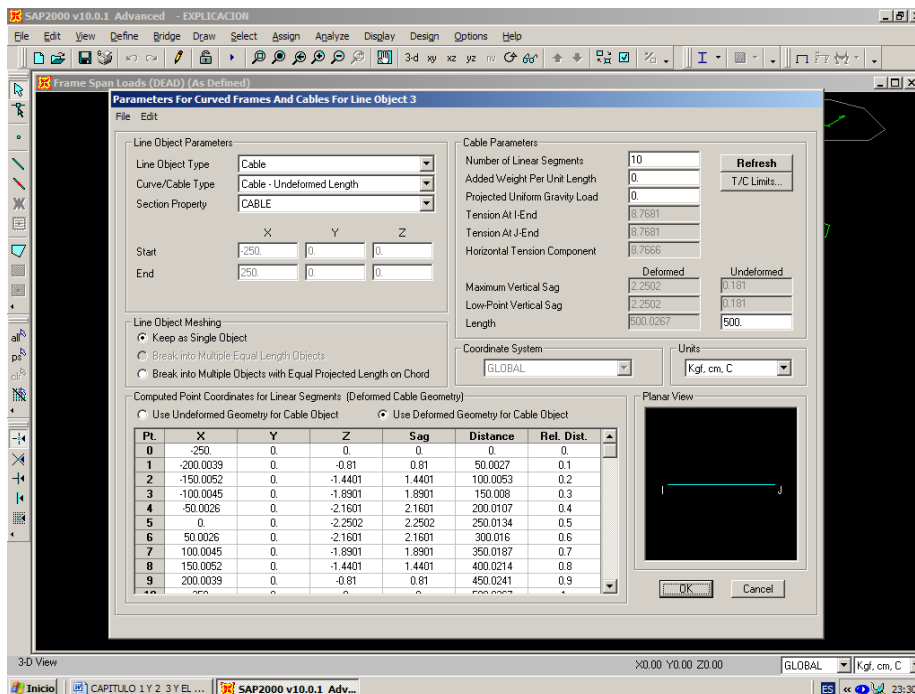 SAP2000 v10.0.1 Advanced - EXPLICACION
File Edit View Define Bridge Draw Select Assign Analyze Display Design Options Help
3-d xy xz yz nv
Frame Span Loads (DEAD) (As Defined)
Parameters For Curved Frames And Cables For Line Object 3
File Edit
Line Object Parameters
Line Object Type Cable
Curve/Cable Type Cable - Undeformed Length
Section Property CABLE
X Y Z
Start -250. 0. 0.
End 250. 0. 0.
Cable Parameters
Number of Linear Segments 10
Added Weight Per Unit Length 0.
Projected Uniform Gravity Load 0.
Tension At I-End 8.7681
Tension At J-End 8.7681
Horizontal Tension Component 8.7666
Refresh
T/C Limits...
Deformed Undeformed
Maximum Vertical Sag 2.2502 0.181
Low-Point Vertical Sag 2.2502 0.181
Length 500.0267 500.
Line Object Meshing
Keep as Single Object
Break into Multiple Equal Length Objects
Break into Multiple Objects with Equal Projected Length on Chord
Coordinate System
GLOBAL
Units
Kgf, cm, C
Computed Point Coordinates for Linear Segments (Deformed Cable Geometry)
Use Undeformed Geometry for Cable Object Use Deformed Geometry for Cable Object
Pt. X Y Z Sag Distance Rel. Dist.
0 -250. 0. 0. 0. 0. 0.
1 -200.0039 0. -0.81 0.81 50.0027 0.1
2 -150.0052 0. -1.4401 1.4401 100.0053 0.2
3 -100.0045 0. -1.8901 1.8901 150.008 0.3
4 -50.0026 0. -2.1601 2.1601 200.0107 0.4
5 0. 0. -2.2502 2.2502 250.0134 0.5
6 50.0026 0. -2.1601 2.1601 300.016 0.6
7 100.0045 0. -1.8901 1.8901 350.0187 0.7
8 150.0052 0. -1.4401 1.4401 400.0214 0.8
9 200.0039 0. -0.81 0.81 450.0241 0.9
Planar View
I J
OK Cancel
all
ps
clr
3-D View X0.00 Y0.00 Z0.00 GLOBAL Kgf, cm, C
Inicio CAPITULO 1 Y 2 3 Y EL ... SAP2000 v10.0.1 Adv... ES 23:30